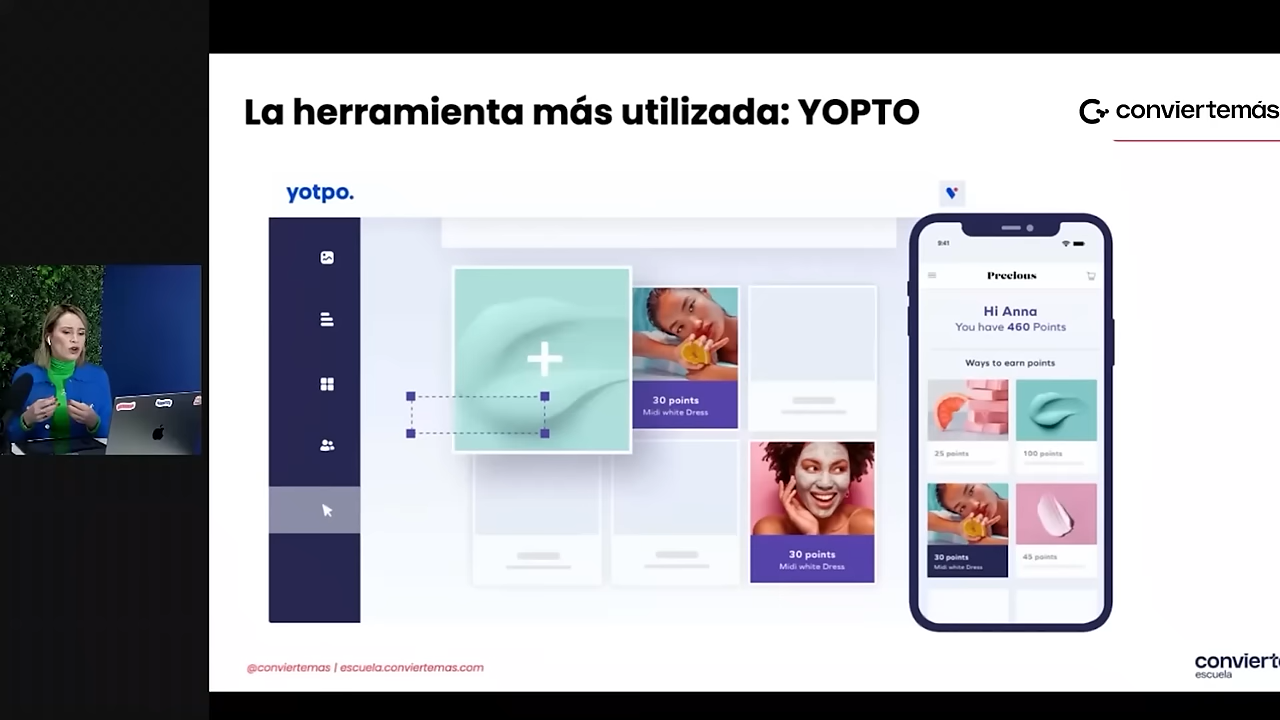 La herramienta más utilizada: YOPTO
conviertemás
yotpo.
9:41
Precious
Hi Anna
You have 460 Points
Ways to earn points
30 points
Midi white Dress
25 points
100 points
30 points
Midi white Dress
30 points
Midi white Dress
45 points
@conviertemas | escuela.conviertemas.com
convierte
escuela